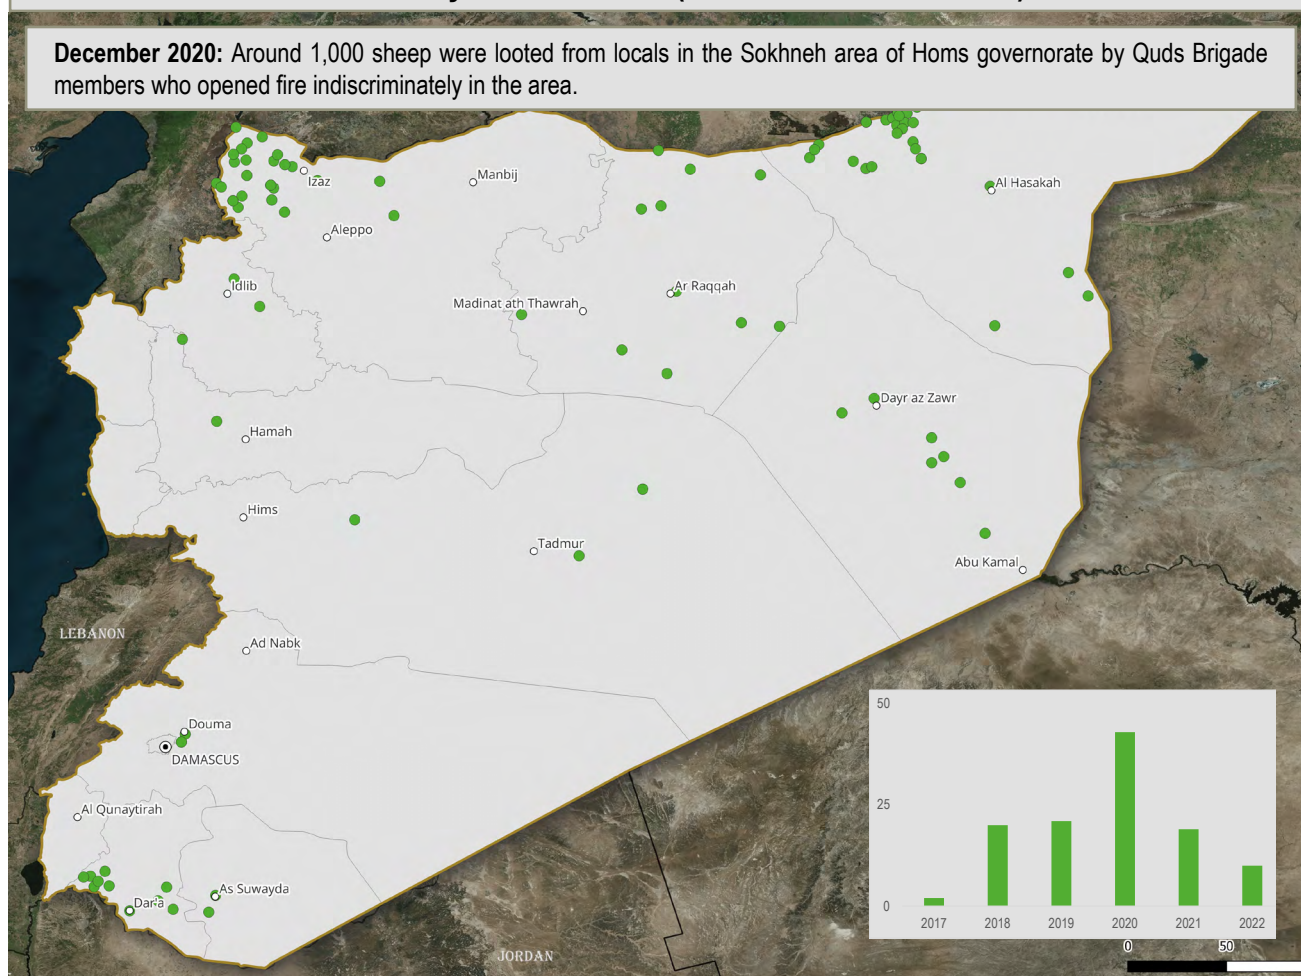 December 2020: Around 1,000 sheep were looted from locals in the Sokhneh area of Homs governorate by Quds Brigade
members who opened fire indiscriminately in the area.
Izaz
Manbij
Al Hasakah
Aleppo
Idlib
Ar Raqqah
Madinat ath Thawrah
Dayr az Zawr
Hamah
Hims
Tadmur
Abu Kamal
LEBANON
Ad Nabk
Douma
DAMASCUS
Al Qunaytirah
As Suwayda
Dar'a
JORDAN
50
25
0
2017 2018 2019 2020 2021 2022
0 50